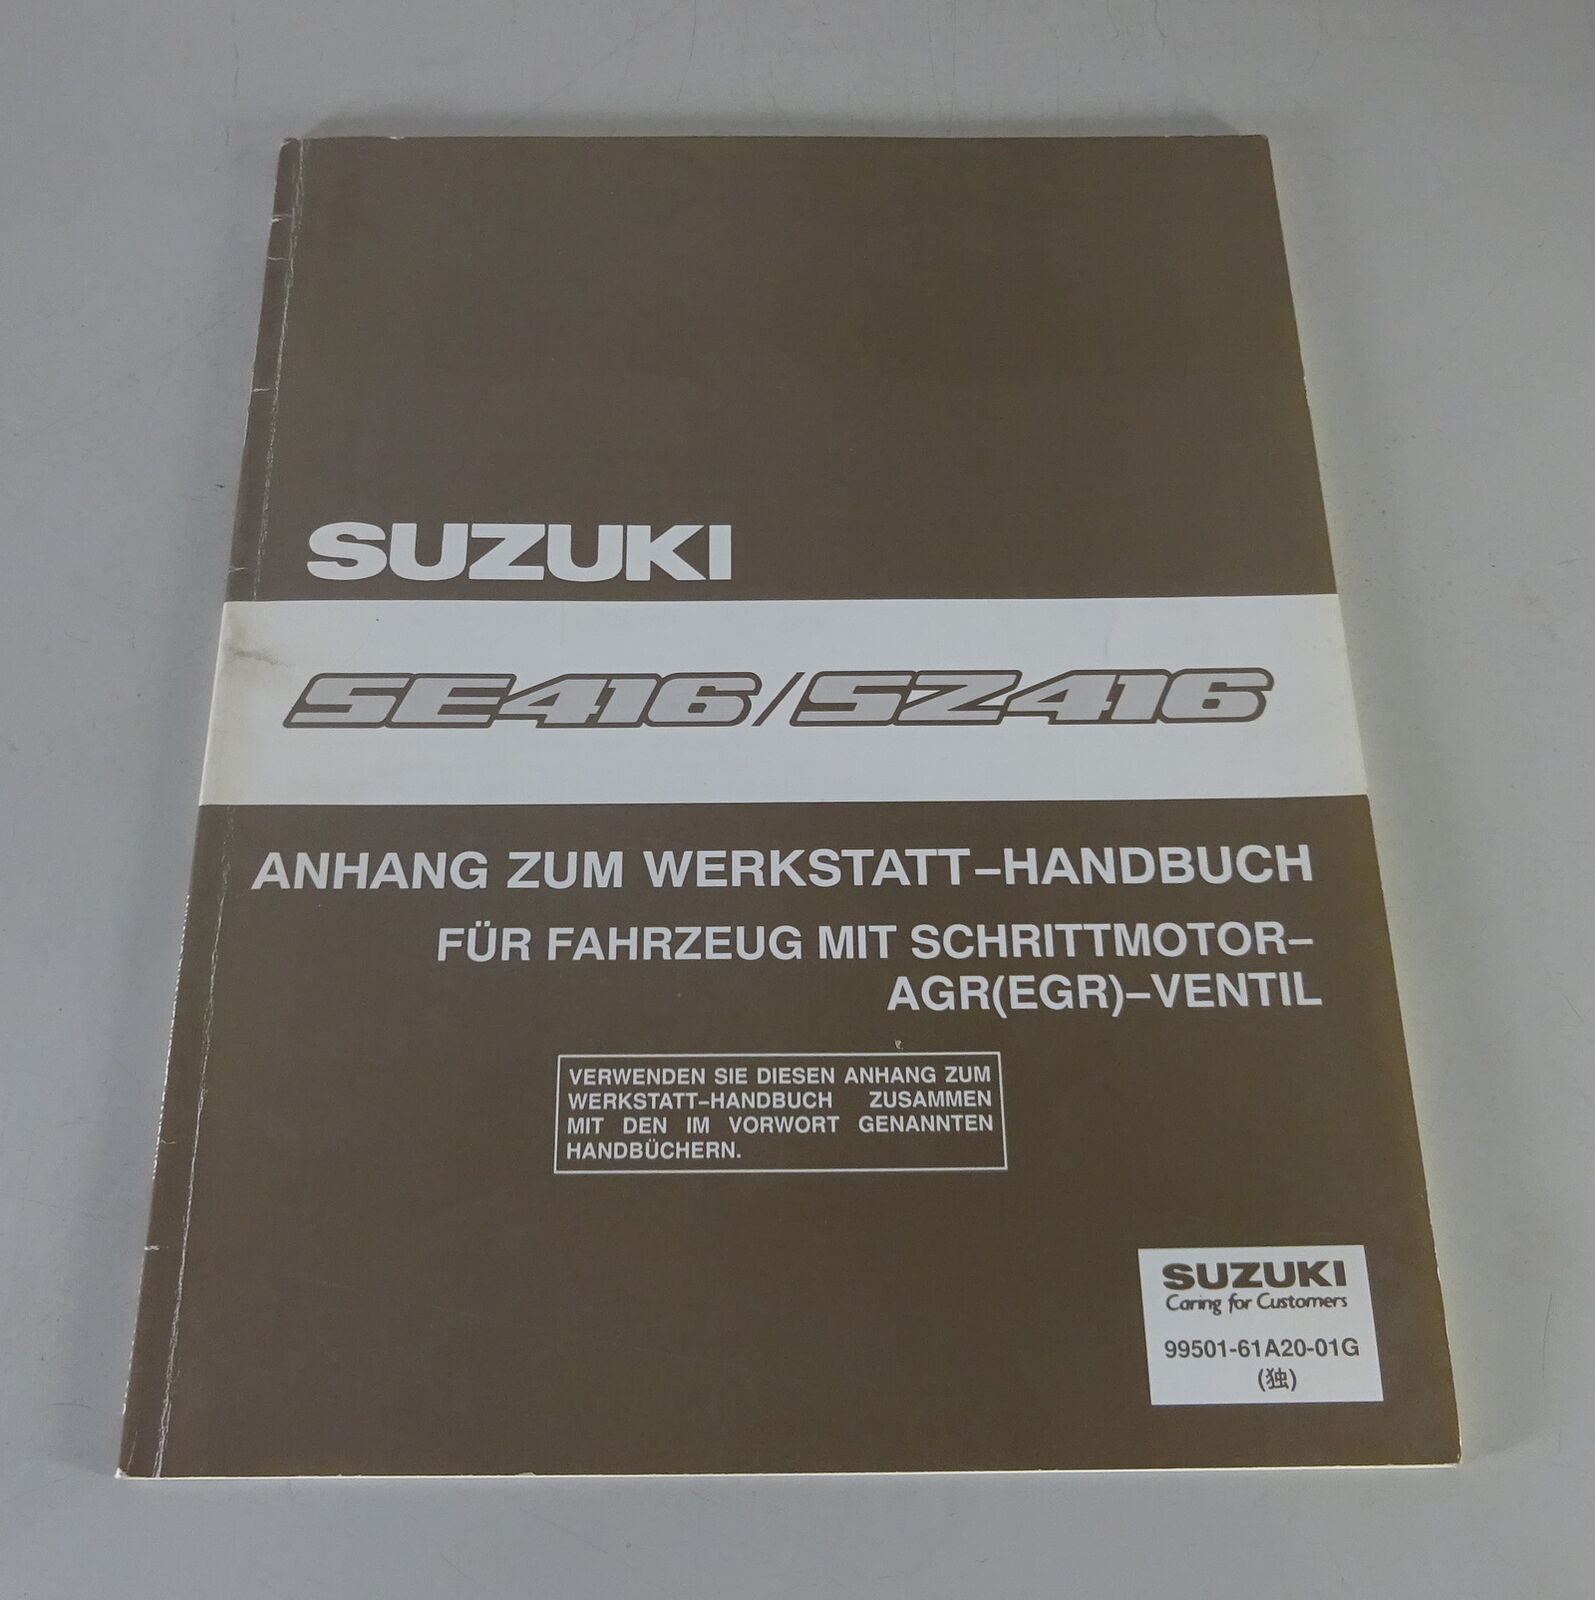 SUZUKI
SE416/SZ416
ANHANG ZUM WERKSTATT–HANDBUCH
FÜR FAHRZEUG MIT SCHRITTMOTOR–
AGR(EGR)–VENTIL
VERWENDEN SIE DIESEN ANHANG ZUM
WERKSTATT–HANDBUCH ZUSAMMEN
MIT DEN IM VORWORT GENANNTEN
HANDBÜCHERN.
SUZUKI
Caring for Customers
99501-61A20-01G
(独)